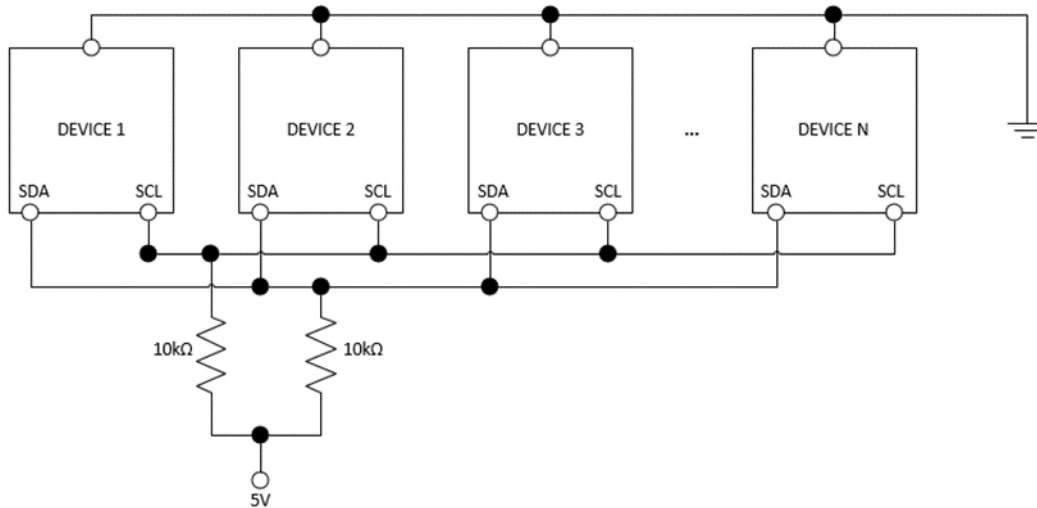 DEVICE 1
DEVICE 2
DEVICE 3
...
DEVICE N
SDA SCL SDA SCL SDA SCL SDA SCL
10kΩ 10kΩ
5V